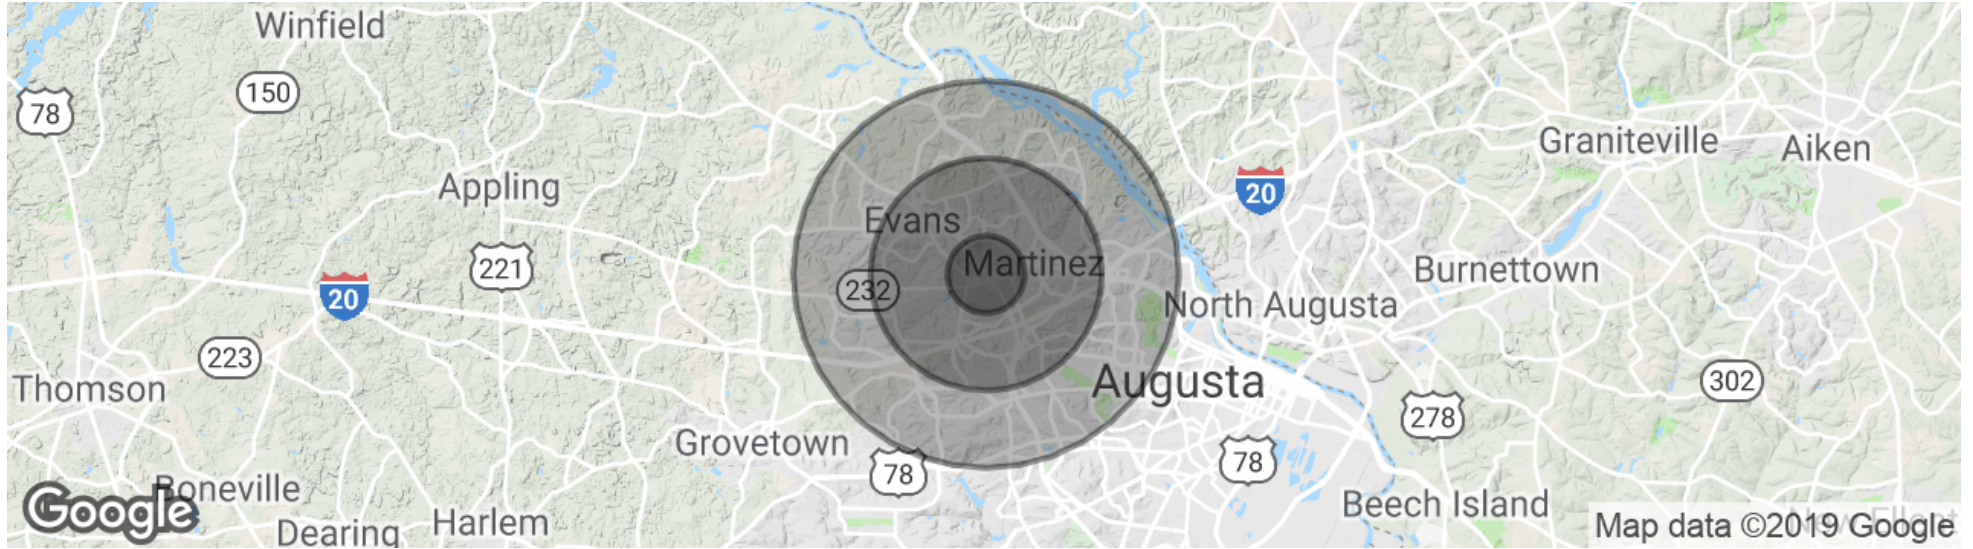 Winfield
150
78
Graniteville
Aiken
Appling
20
Evans
221
Martinez
Burnettown
232
20
North Augusta
223
Thomson
Augusta
302
278
Grovetown
78
78
Boneville
Beech Island
Google
Dearing
Harlem
Map data ©2019 Google